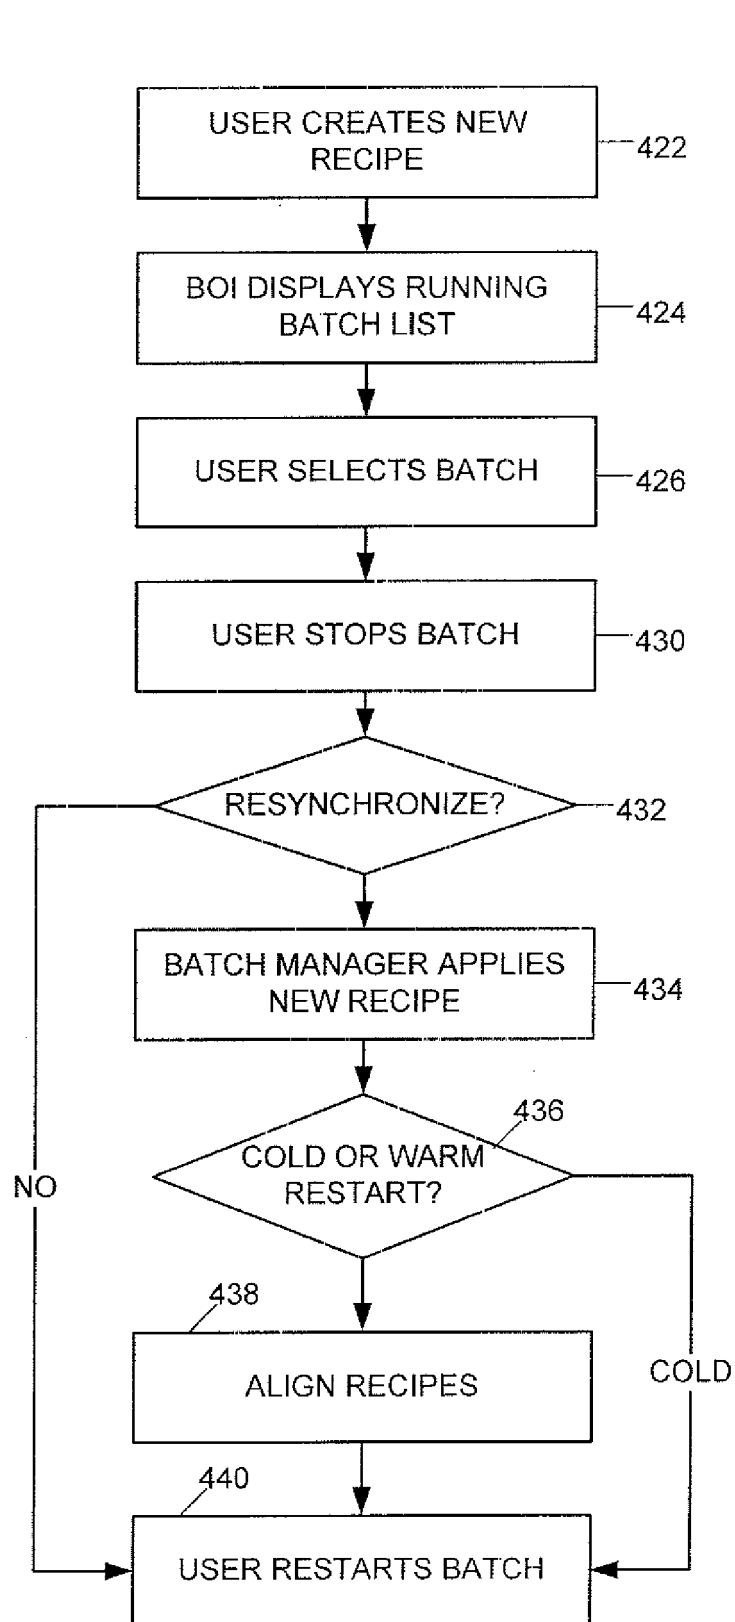 USER CREATES NEW
RECIPE
422
BOI DISPLAYS RUNNING
BATCH LIST
424
USER SELECTS BATCH
426
USER STOPS BATCH
430
RESYNCHRONIZE?
432
BATCH MANAGER APPLIES
NEW RECIPE
434
436
COLD OR WARM
RESTART?
NO
438
ALIGN RECIPES
COLD
440
USER RESTARTS BATCH